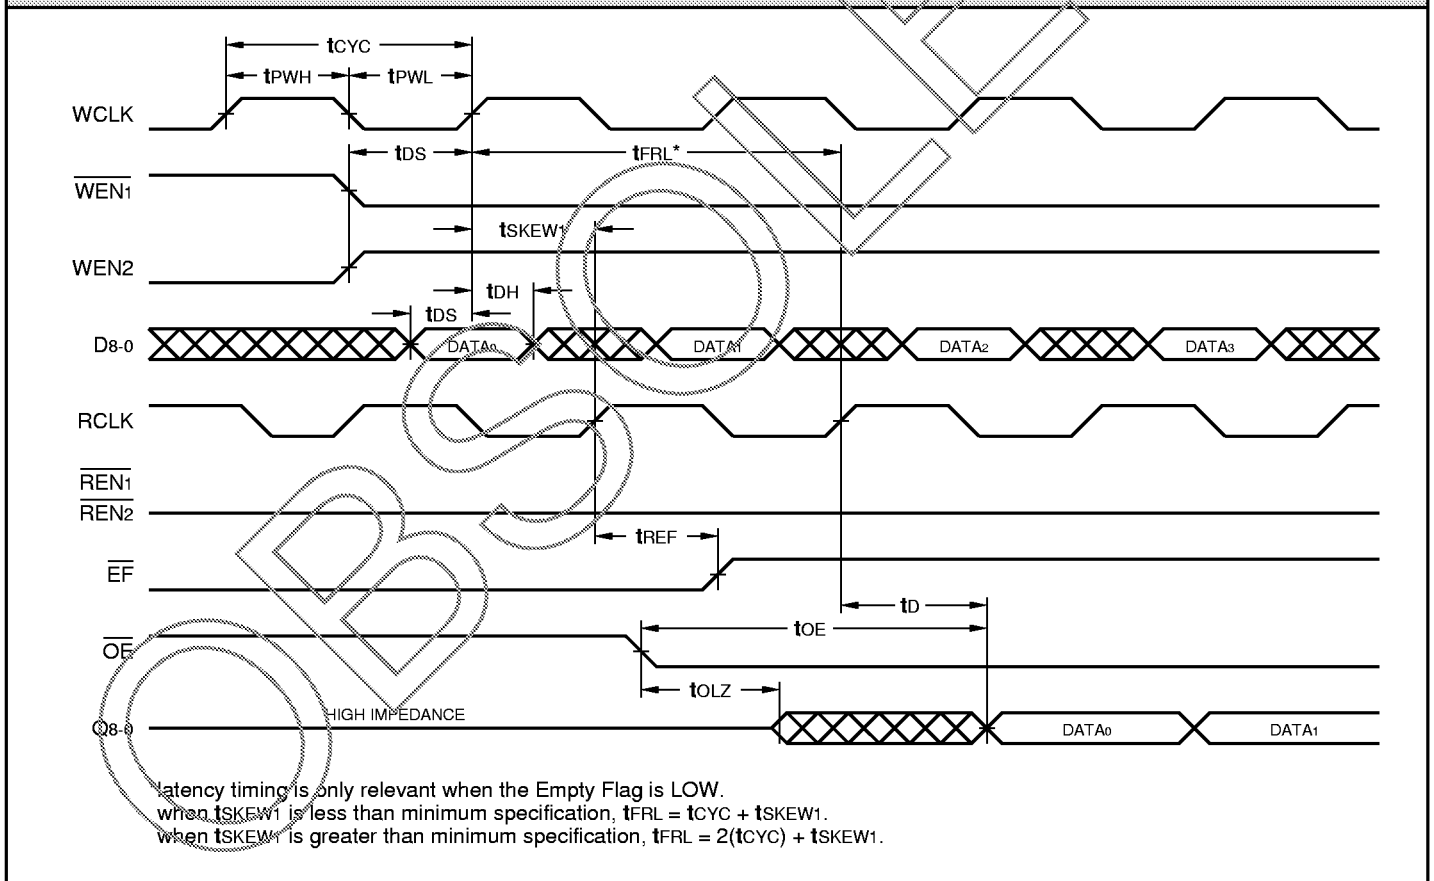 tCYC
tPWH tPWL
WCLK
tDS tFRL*
WEN1
tSKEW1
WEN2
tDH
tDS
D8-0 DATA0 DATA1 DATA2 DATA3
RCLK
REN1
REN2
tREF
EF
tD
tOE
OE
tOLZ
HIGH IMPEDANCE
Q8-0 DATA0 DATA1
latency timing is only relevant when the Empty Flag is LOW.
when tSKEW1 is less than minimum specification, tFRL = tCYC + tSKEW1.
when tSKEW1 is greater than minimum specification, tFRL = 2(tCYC) + tSKEW1.
OBSOLE